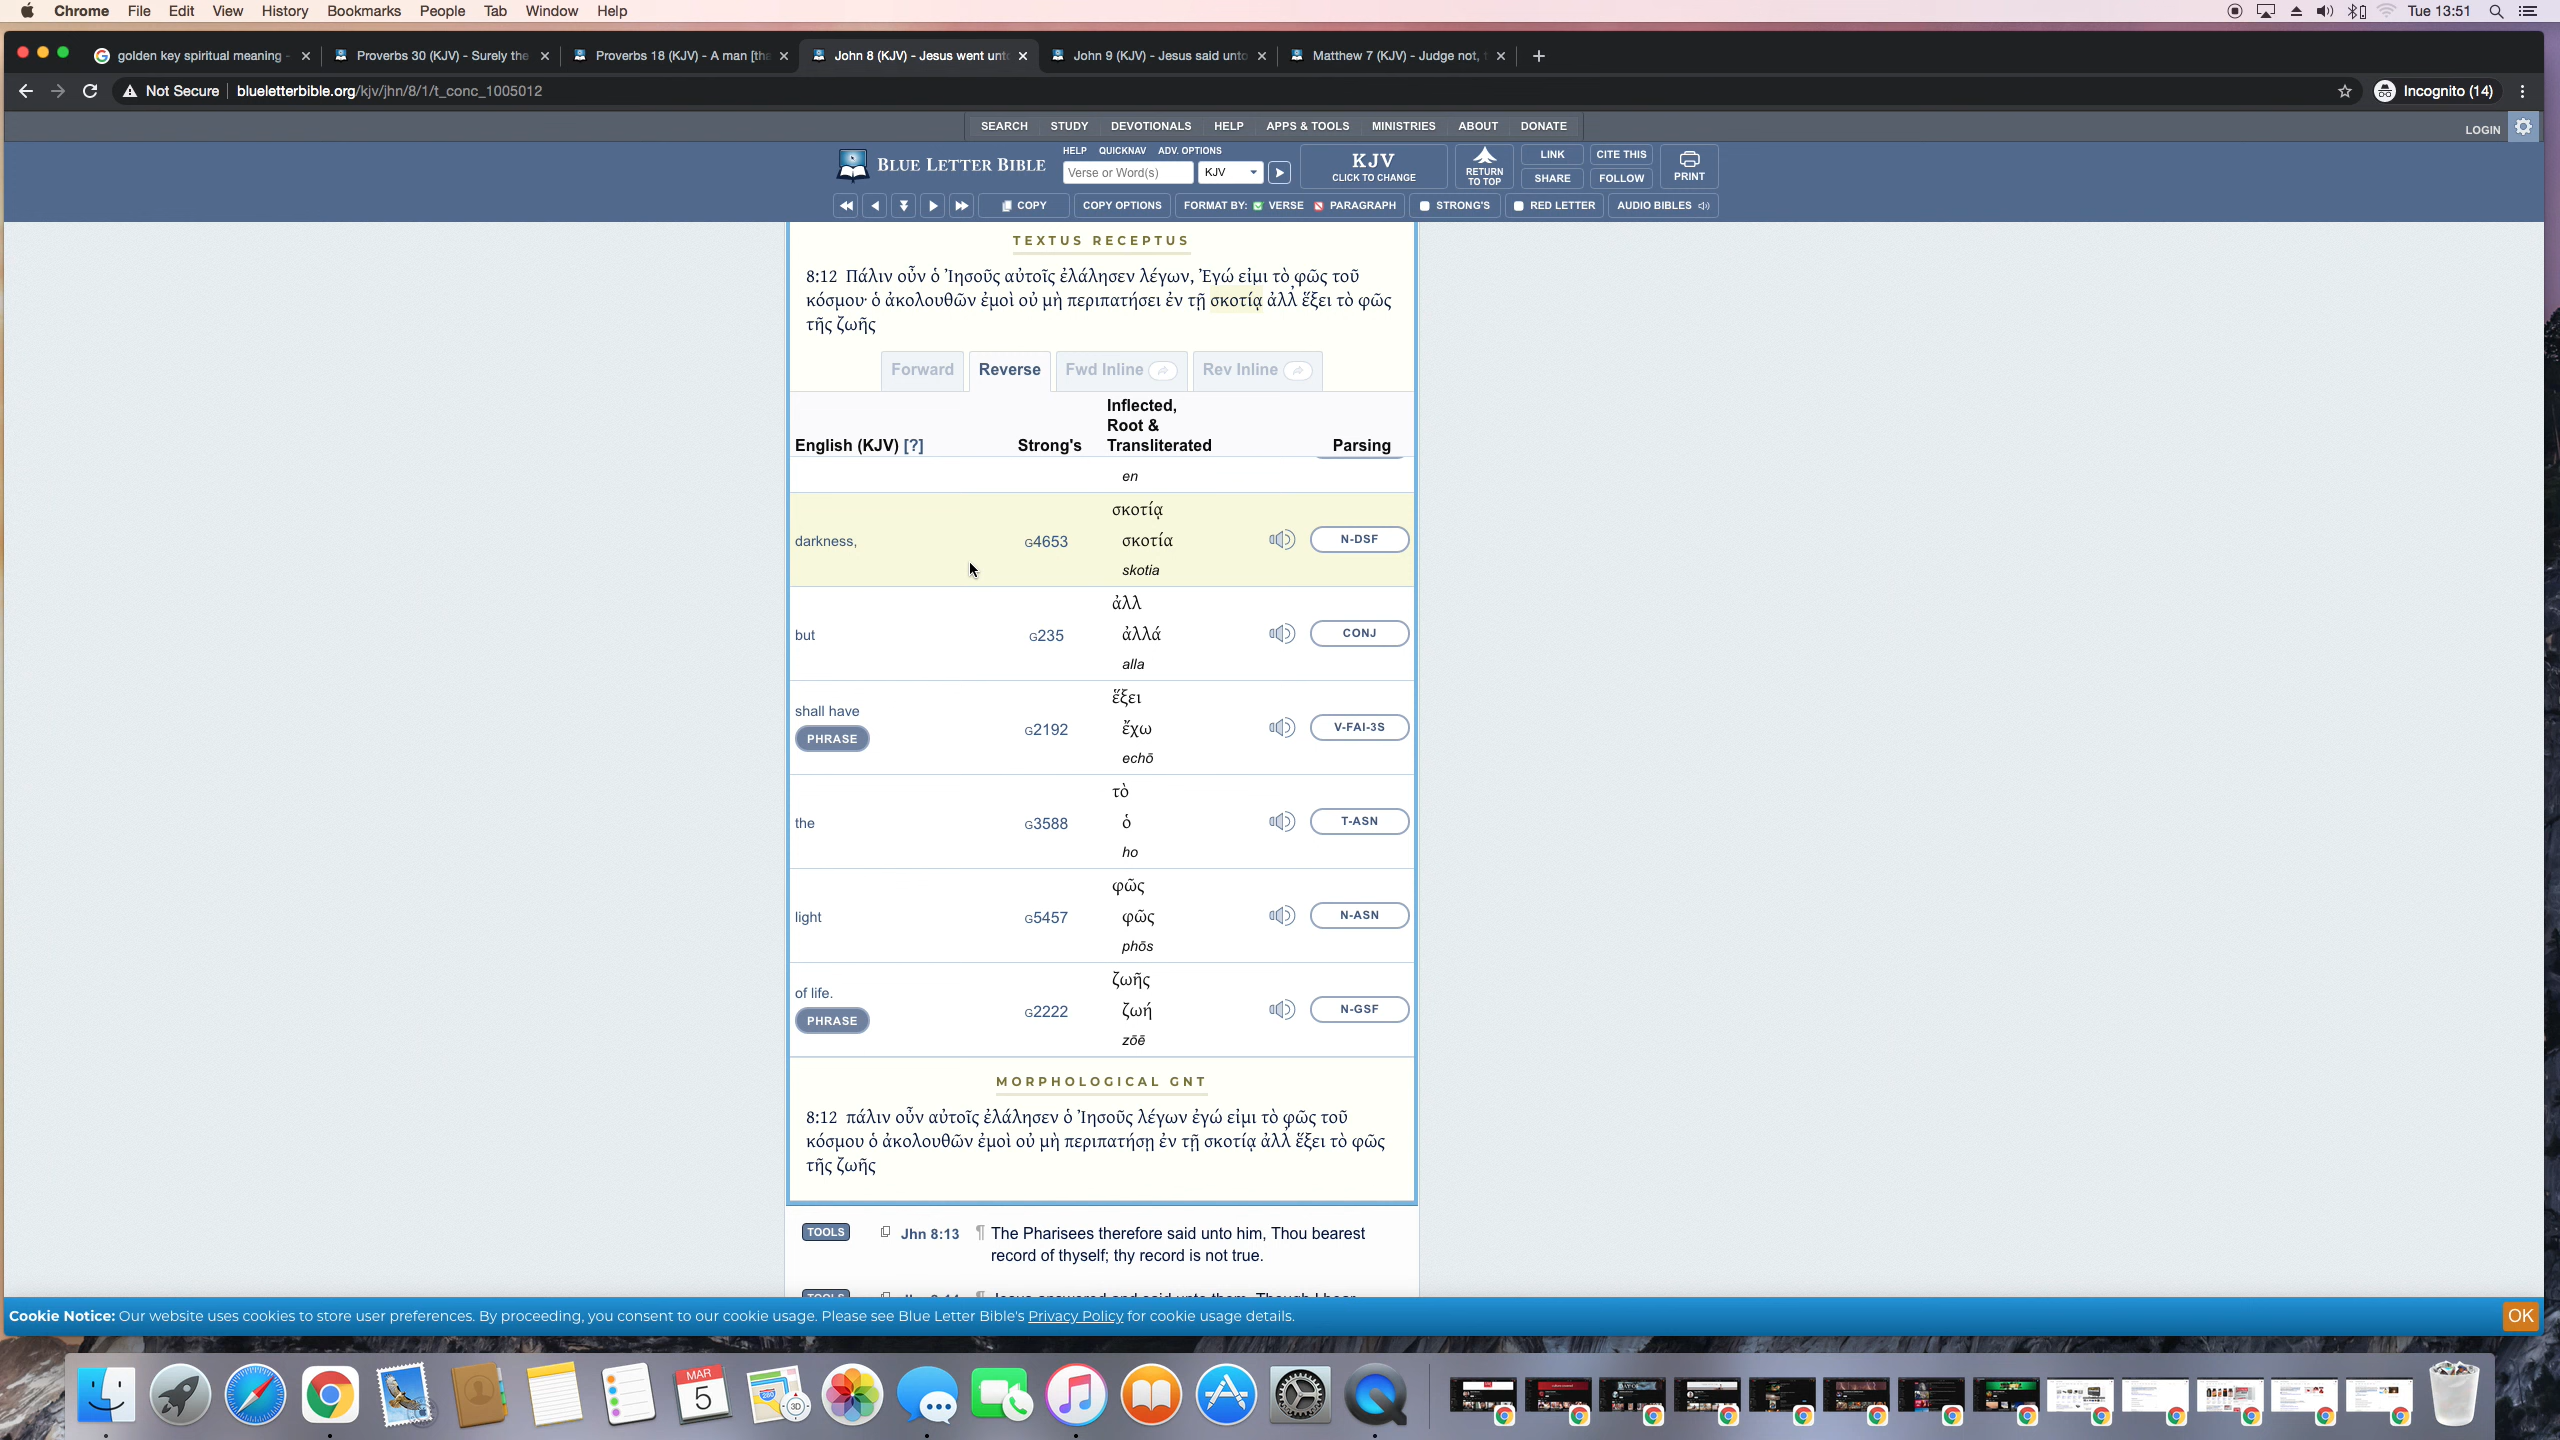 Chrome File Edit View History Bookmarks People Tab Window Help Tue 13:51
golden key spiritual meaning - Proverbs 30 (KJV) - Surely the Proverbs 18 (KJV) - A man [tha John 8 (KJV) - Jesus went unto John 9 (KJV) - Jesus said unto Matthew 7 (KJV) - Judge not,
Not Secure blueletterbible.org/kjv/jhn/8/1/t_conc_1005012 Incognito (14)
SEARCH STUDY DEVOTIONALS HELP APPS & TOOLS MINISTRIES ABOUT DONATE LOGIN
HELP QUICKNAV ADV. OPTIONS
BLUE LETTER BIBLE Verse or Word(s) KJV
KJV
CLICK TO CHANGE
RETURN
TO TOP
LINK CITE THIS
SHARE FOLLOW
PRINT
COPY COPY OPTIONS FORMAT BY: VERSE PARAGRAPH STRONG'S RED LETTER AUDIO BIBLES
TEXTUS RECEPTUS
8:12 Πάλιν οὖν ὁ Ἰησοῦς αὐτοῖς ἐλάλησεν λέγων, Ἐγώ εἰμι τὸ φῶς τοῦ
κόσμου· ὁ ἀκολουθῶν ἐμοὶ οὐ μὴ περιπατήσει ἐν τῇ σκοτίᾳ ἀλλ̓ ἕξει τὸ φῶς
τῆς ζωῆς
Forward Reverse Fwd Inline Rev Inline
English (KJV) [?] Strong's Inflected,
Root &
Transliterated Parsing
en
darkness, G4653 σκοτίᾳ
σκοτία
skotia N-DSF
but G235 ἀλλ
ἀλλά
alla CONJ
shall have
PHRASE G2192 ἕξει
ἔχω
echō V-FAI-3S
the G3588 τὸ
ὁ
ho T-ASN
light G5457 φῶς
φῶς
phōs N-ASN
of life.
PHRASE G2222 ζωῆς
ζωή
zōē N-GSF
MORPHOLOGICAL GNT
8:12 πάλιν οὖν αὐτοῖς ἐλάλησεν ὁ Ἰησοῦς λέγων ἐγώ εἰμι τὸ φῶς τοῦ
κόσμου ὁ ἀκολουθῶν ἐμοὶ οὐ μὴ περιπατήσῃ ἐν τῇ σκοτίᾳ ἀλλ̓ ἕξει τὸ φῶς
τῆς ζωῆς
TOOLS Jhn 8:13 ¶ The Pharisees therefore said unto him, Thou bearest
record of thyself; thy record is not true.
Cookie Notice: Our website uses cookies to store user preferences. By proceeding, you consent to our cookie usage. Please see Blue Letter Bible's Privacy Policy for cookie usage details. OK
MAR
5
3D